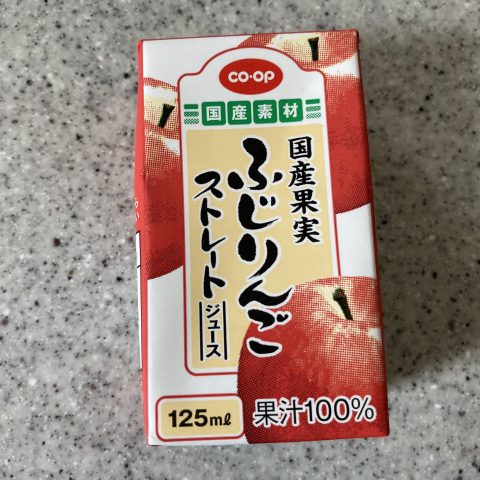 CO・OP
国産素材
国産果実
ふじりんご
ストレート
ジュース
125ml
果汁100%